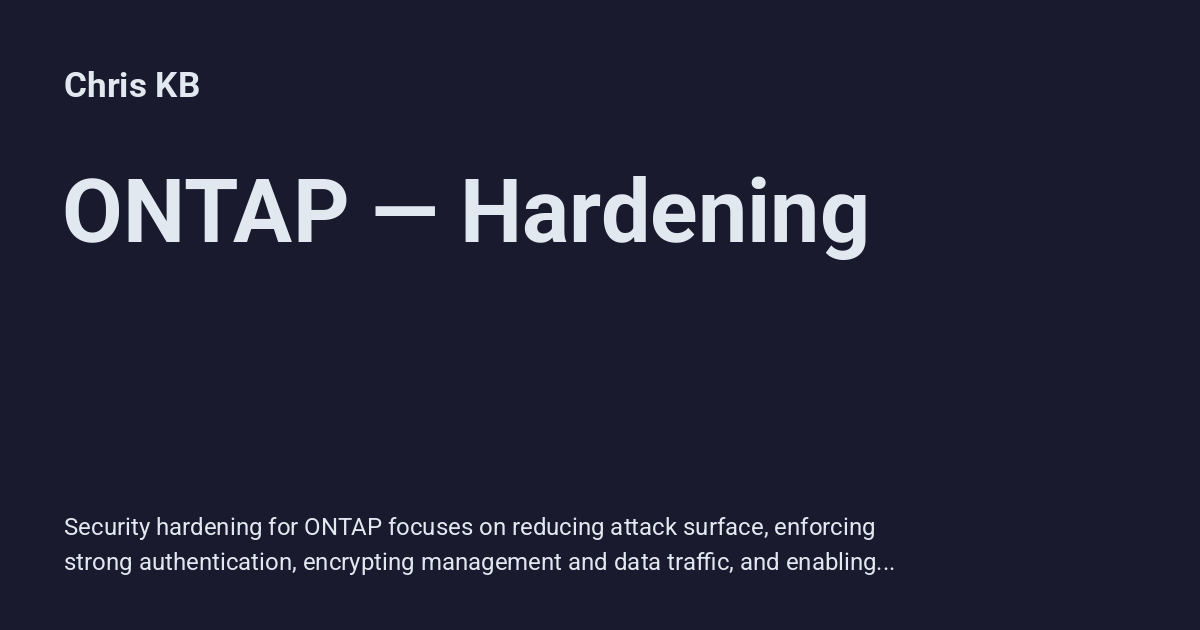 Chris KB
ONTAP — Hardening
Security hardening for ONTAP focuses on reducing attack surface, enforcing
strong authentication, encrypting management and data traffic, and enabling...